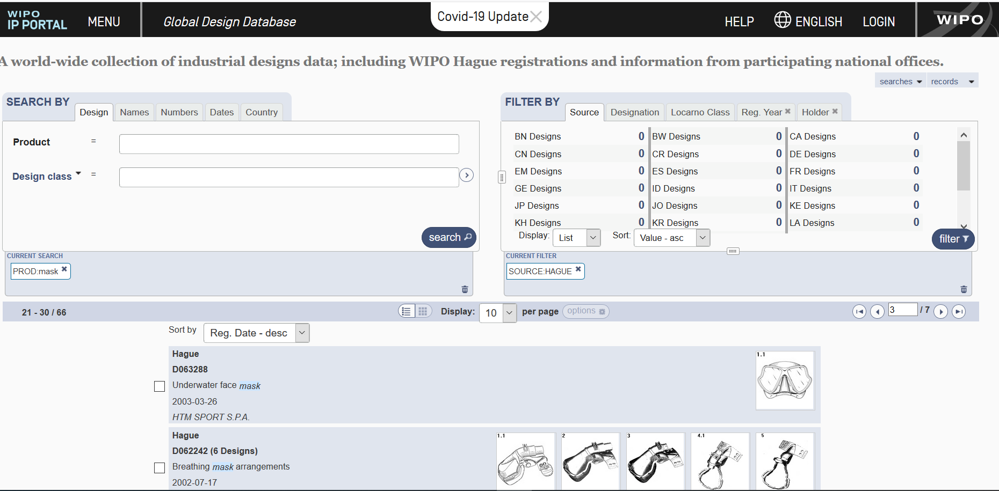 WIPO
IP PORTAL
MENU
Global Design Database
Covid-19 Update
HELP
ENGLISH
LOGIN
WIPO
A world-wide collection of industrial designs data; including WIPO Hague registrations and information from participating national offices.
searches
records
SEARCH BY
Design
Names
Numbers
Dates
Country
Product
=
Design class
=
search
CURRENT SEARCH
PROD:mask
FILTER BY
Source
Designation
Locarno Class
Reg. Year
Holder
BN Designs 0 BW Designs 0 CA Designs 0
CN Designs 0 CR Designs 0 DE Designs 0
EM Designs 0 ES Designs 0 FR Designs 0
GE Designs 0 ID Designs 0 IT Designs 0
JP Designs 0 JO Designs 0 KE Designs 0
KH Designs 0 KR Designs 0 LA Designs 0
Display: List Sort: Value - asc
filter
CURRENT FILTER
SOURCE:HAGUE
21 - 30 / 66
Display: 10 per page options
3 / 7
Sort by Reg. Date - desc
Hague
D063288
Underwater face mask
2003-03-26
HTM SPORT S.P.A.
1.1
Hague
D062242 (6 Designs)
Breathing mask arrangements
2002-07-17
1.1
2
3
4.1
5